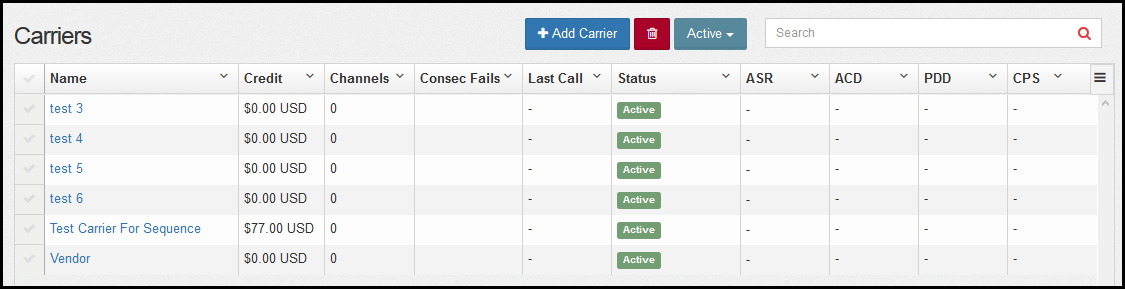 Carriers
Add Carrier Active Search
Name Credit Channels Consec Fails Last Call Status ASR ACD PDD CPS
test 3 $0.00 USD 0 - Active - - - -
test 4 $0.00 USD 0 - Active - - - -
test 5 $0.00 USD 0 - Active - - - -
test 6 $0.00 USD 0 - Active - - - -
Test Carrier For Sequence $77.00 USD 0 - Active - - - -
Vendor $0.00 USD 0 - Active - - - -